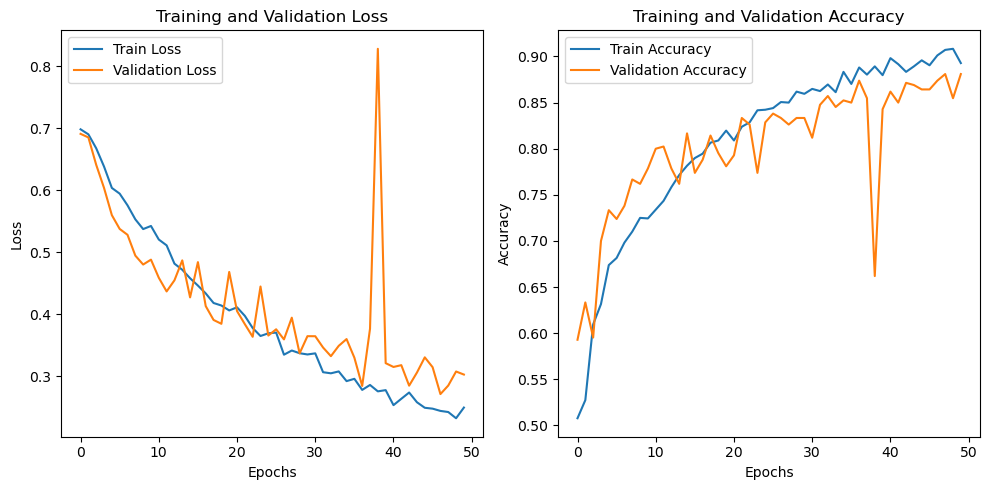 Training and Validation Loss
Train Loss
Validation Loss
0.8
0.7
0.6
0.5
0.4
0.3
Loss
0 10 20 30 40 50
Epochs
Training and Validation Accuracy
Train Accuracy
Validation Accuracy
0.90
0.85
0.80
0.75
0.70
0.65
0.60
0.55
0.50
Accuracy
0 10 20 30 40 50
Epochs